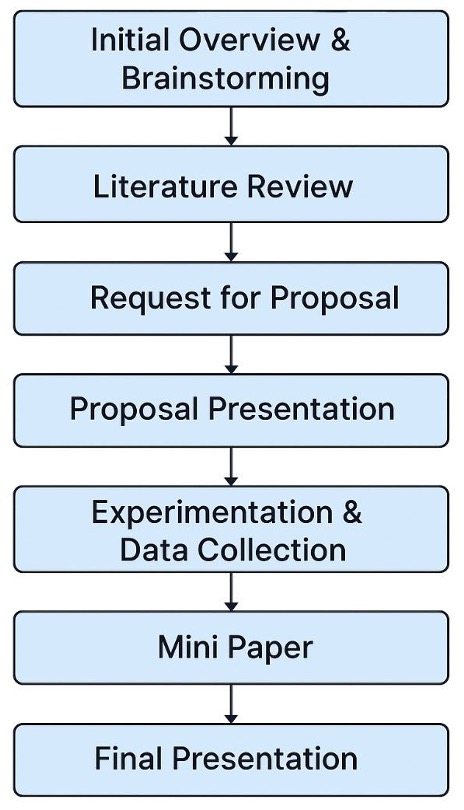 Initial Overview &
Brainstorming
Literature Review
Request for Proposal
Proposal Presentation
Experimentation &
Data Collection
Mini Paper
Final Presentation